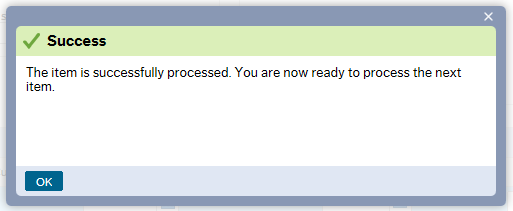 Success
The item is successfully processed. You are now ready to process the next
item.
OK